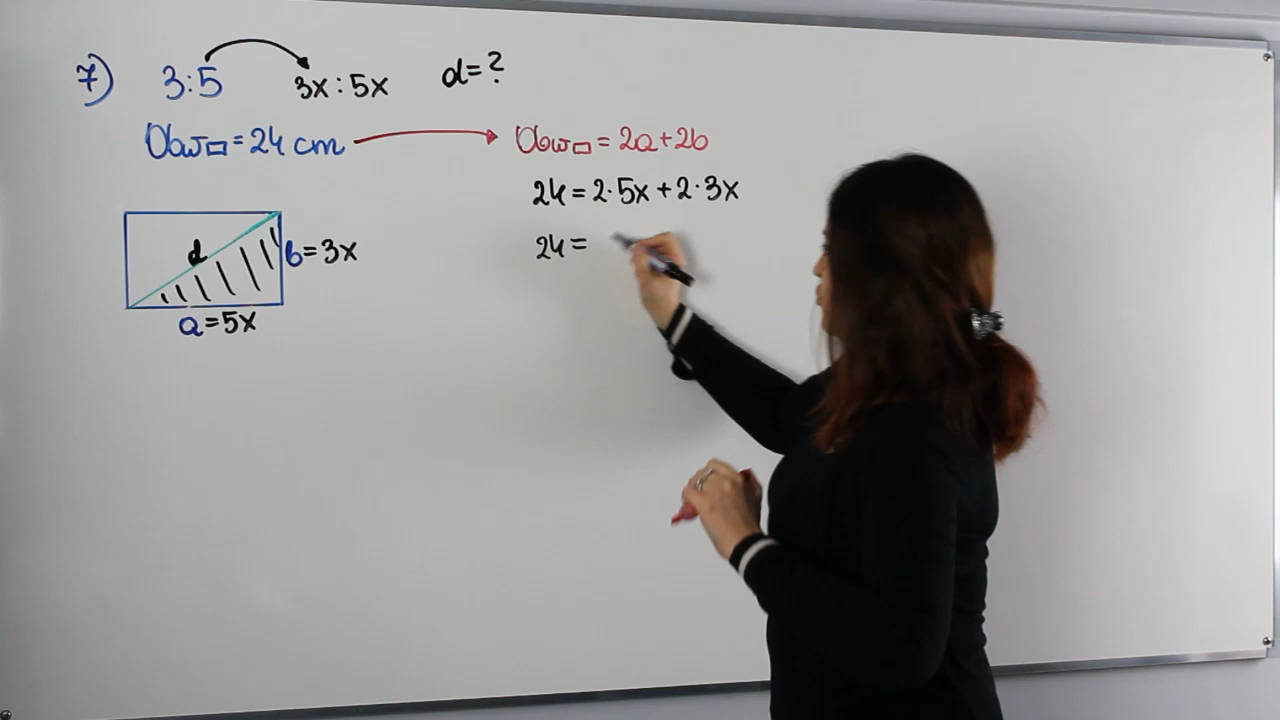 7) 3:5 3x : 5x d = ?
Obw▭ = 24 cm → Obw▭ = 2a + 2b
24 = 2·5x + 2·3x
24 =
d
b = 3x
a = 5x